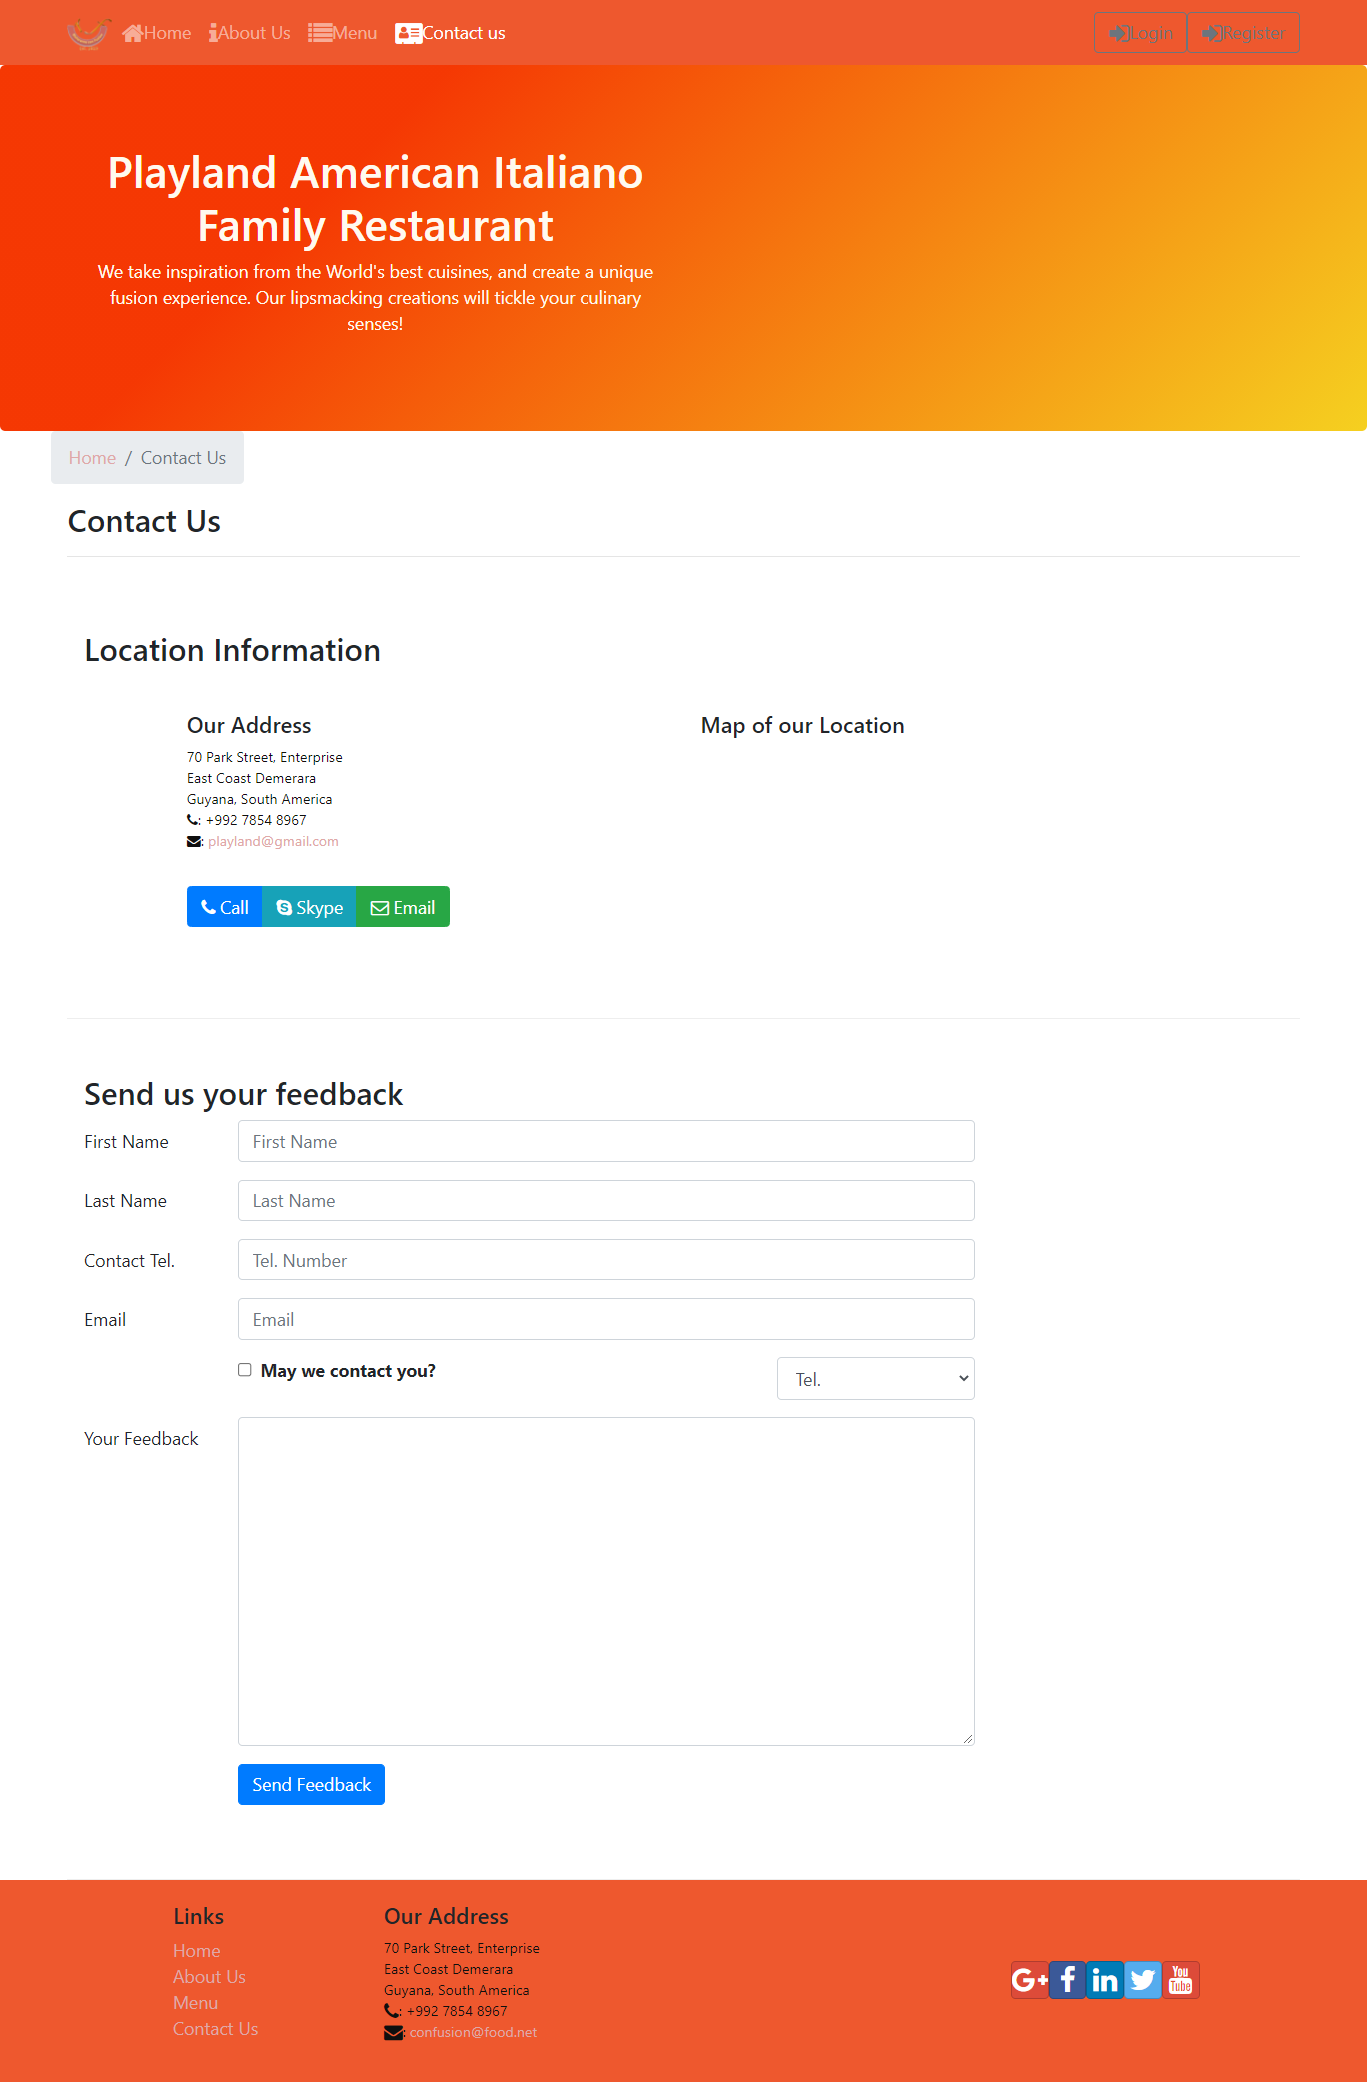 Home About Us Menu Contact us Login Register
Playland American Italiano
Family Restaurant
We take inspiration from the World's best cuisines, and create a unique
fusion experience. Our lipsmacking creations will tickle your culinary
senses!
Home / Contact Us
Contact Us
Location Information
Our Address
70 Park Street, Enterprise
East Coast Demerara
Guyana, South America
: +992 7854 8967
: playland@gmail.com
Call Skype Email
Map of our Location
Send us your feedback
First Name First Name
Last Name Last Name
Contact Tel. Tel. Number
Email Email
May we contact you? Tel.
Your Feedback
Send Feedback
Links
Home
About Us
Menu
Contact Us
Our Address
70 Park Street, Enterprise
East Coast Demerara
Guyana, South America
: +992 7854 8967
: confusion@food.net
G+ f in You
Tube